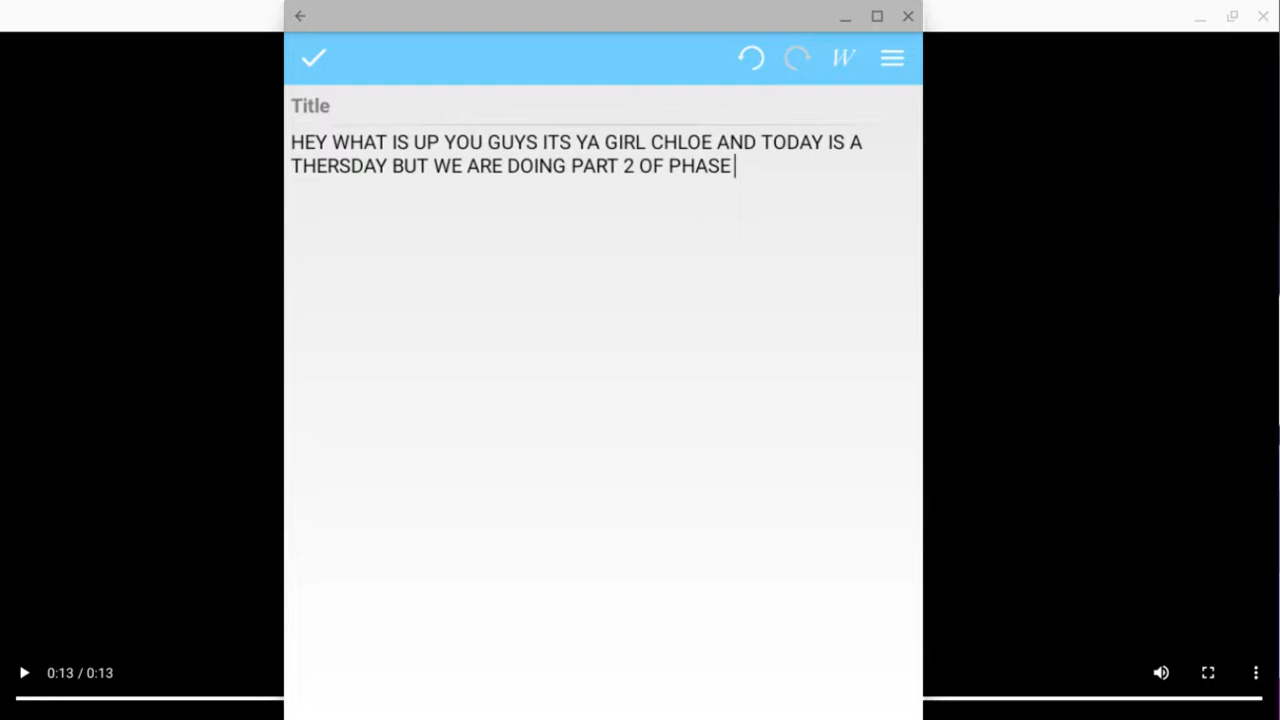 W
Title
HEY WHAT IS UP YOU GUYS ITS YA GIRL CHLOE AND TODAY IS A
THERSDAY BUT WE ARE DOING PART 2 OF PHASE
0:13 / 0:13